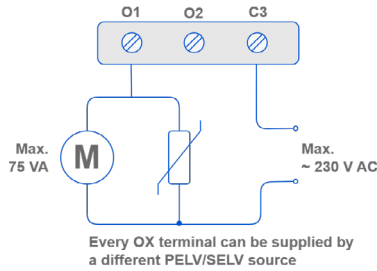 O1 O2 C3
Max.
75 VA
M
Max.
~ 230 V AC
Every OX terminal can be supplied by
a different PELV/SELV source